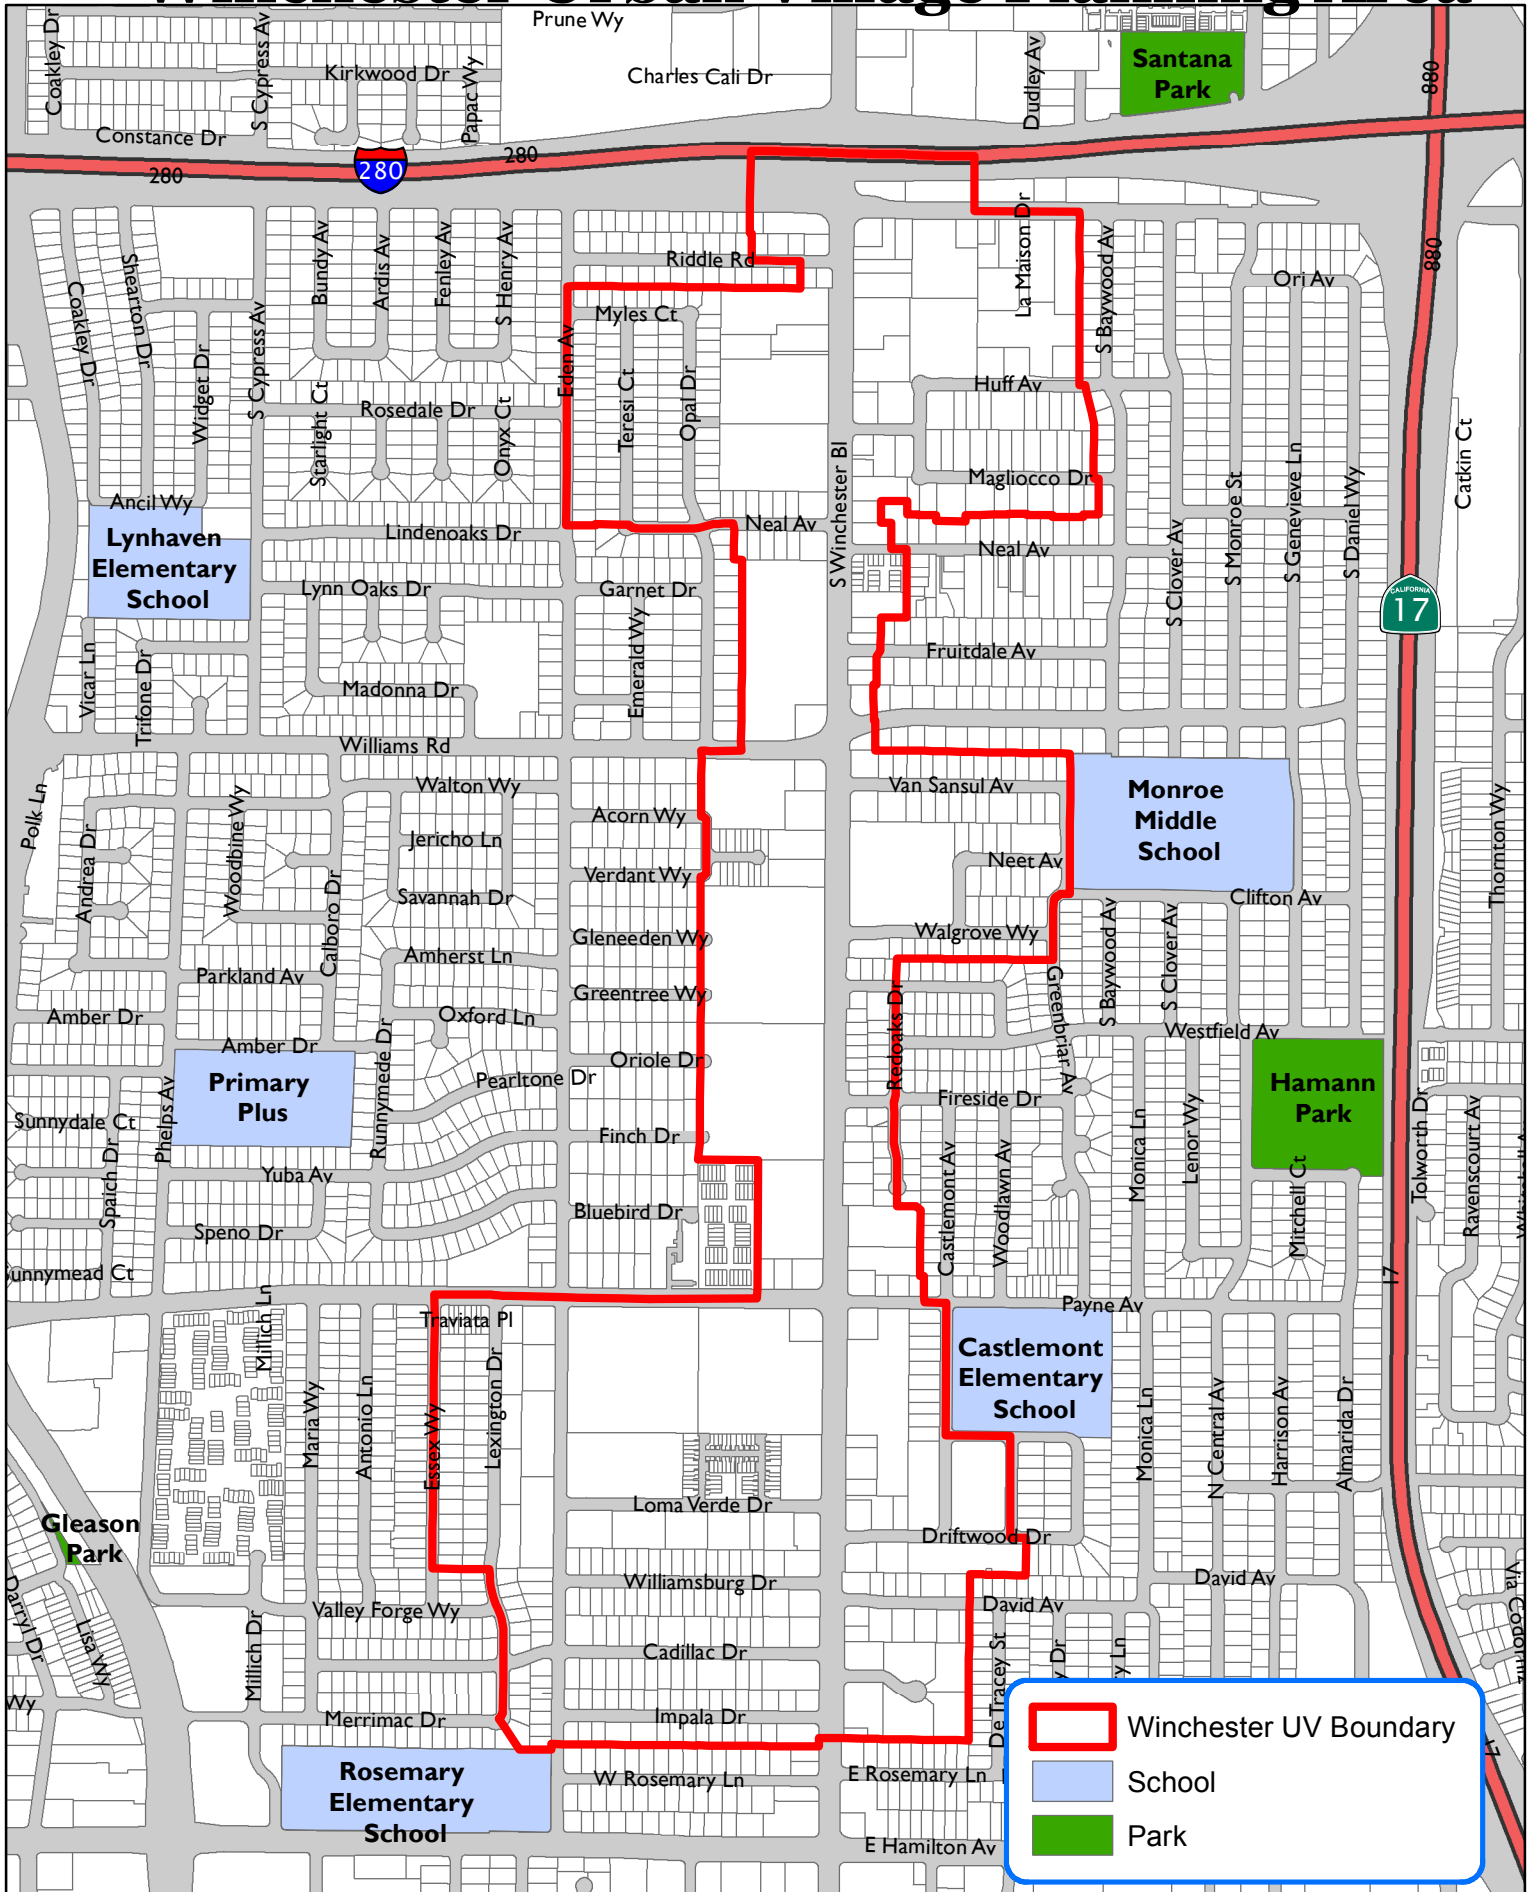 Winchester Urban Village Planning Area
Prune Wy
Coakley Dr
S Cypress Av
Kirkwood Dr
Papac Wy
Charles Cali Dr
Dudley Av
Santana
Park
880
Constance Dr
280
280
280
La Maison Dr
880
Riddle Rd
Shearton Dr
Bundy Av
Ardis Av
Fenley Av
S Henry Av
S Baywood Av
Ori Av
Coakley Dr
Myles Ct
S Cypress Av
Widget Dr
Eden Av
Teresi Ct
Opal Dr
Huff Av
Starlight Ct
Rosedale Dr
Onyx Ct
S Winchester Bl
Magliocco Dr
Catkin Ct
Ancil Wy
Lynhaven
Elementary
School
Lindenoaks Dr
Neal Av
Neal Av
S Clover Av
S Monroe St
S Genevieve Ln
S Daniel Wy
Lynn Oaks Dr
Garnet Dr
CALIFORNIA
17
Emerald Wy
Fruitdale Av
Vicar Ln
Trifone Dr
Madonna Dr
Williams Rd
Walton Wy
Van Sansul Av
Monroe
Middle
School
Polk Ln
Andrea Dr
Woodbine Wy
Acorn Wy
Jericho Ln
Neet Av
Thornton Wy
Verdant Wy
Savannah Dr
Clifton Av
Calboro Dr
Gleneeden Wy
Walgrove Wy
S Baywood Av
S Clover Av
Amherst Ln
Parkland Av
Greentree Wy
Redoaks Dr
Greenbriar Av
Amber Dr
Oxford Ln
Westfield Av
Amber Dr
Runnymede Dr
Oriole Dr
Primary
Plus
Pearltone Dr
Fireside Dr
Hamann
Park
Phelps Av
Sunnydale Ct
Finch Dr
Monica Ln
Lenor Wy
Tolworth Dr
Ravenscourt Av
Spaich Dr
Yuba Av
Castlemont Av
Woodlawn Av
Mitchell Ct
Bluebird Dr
Speno Dr
unnymead Ct
17
Millich Ln
Traviata Pl
Payne Av
Castlemont
Elementary
School
Maria Wy
Antonio Ln
Essex Wy
Lexington Dr
Monica Ln
N Central Av
Harrison Av
Almarida Dr
Loma Verde Dr
Gleason
Park
Driftwood Dr
Darryl Dr
Lisa Wy
Williamsburg Dr
David Av
Valley Forge Wy
David Av
Millich Dr
Cadillac Dr
De Tracey St
y Dr
y Ln
Wy
Merrimac Dr
Impala Dr
17
Rosemary
Elementary
School
W Rosemary Ln
E Rosemary Ln
E Hamilton Av
Winchester UV Boundary
School
Park